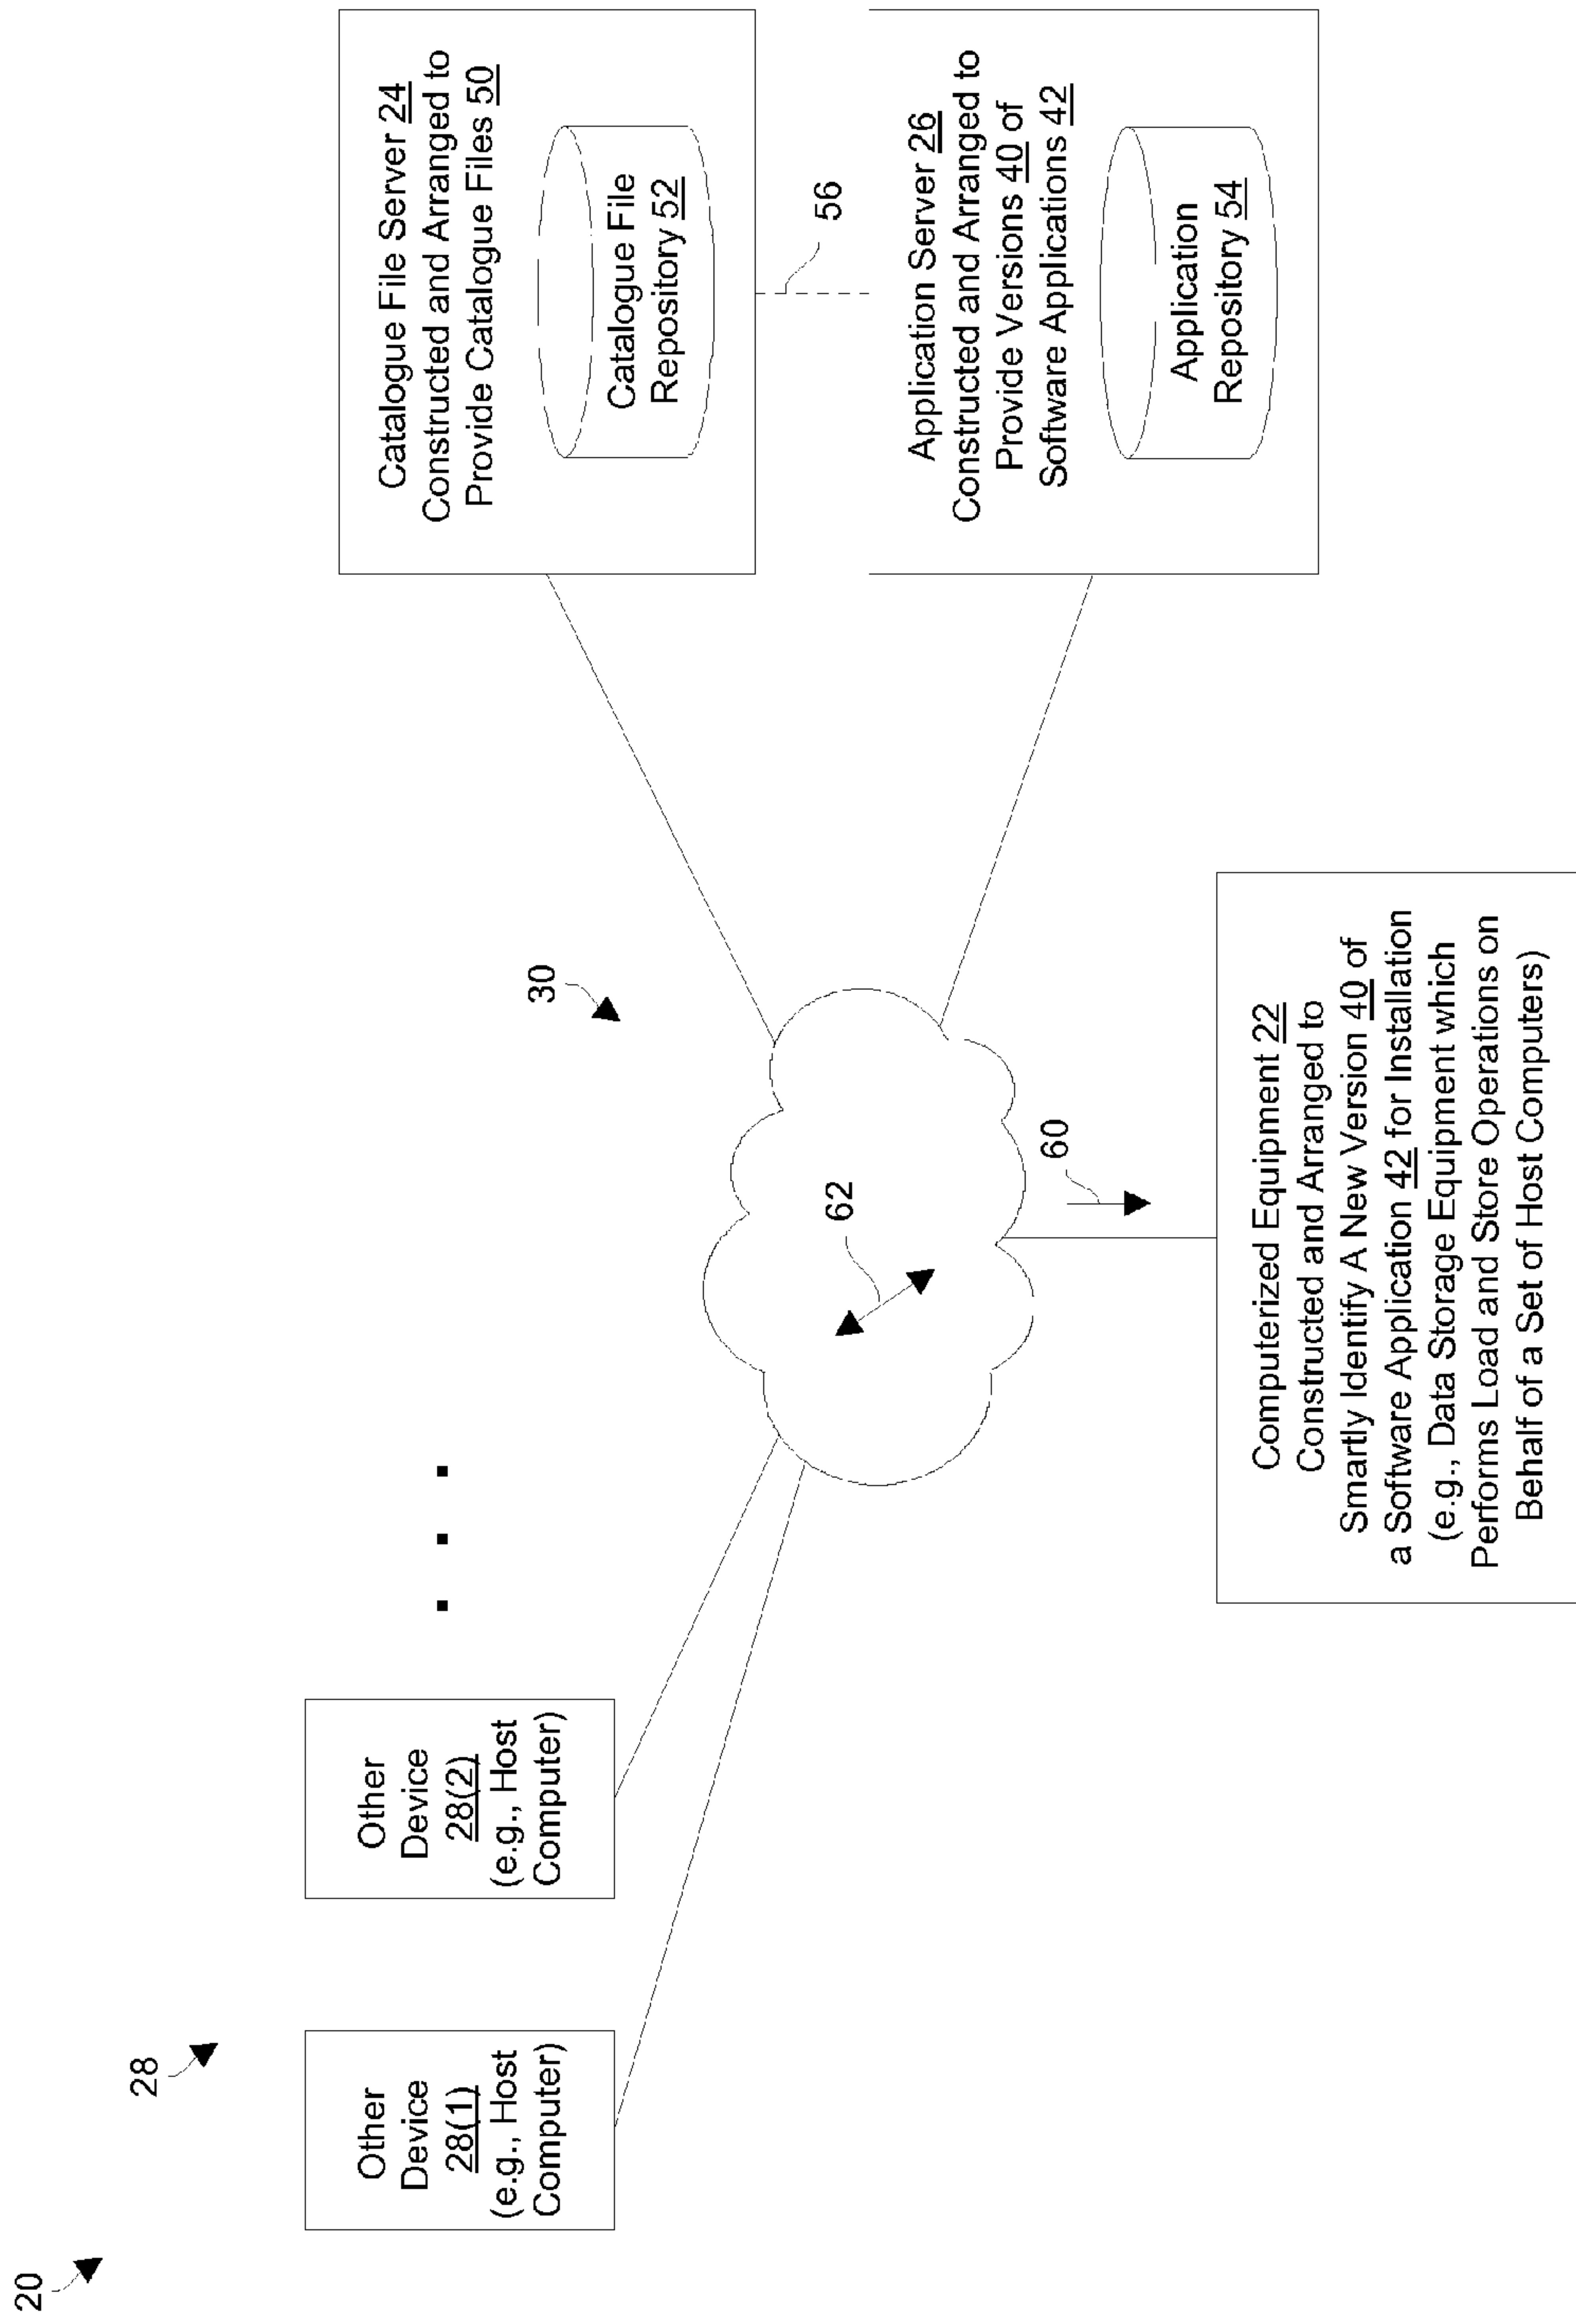 20
28
Other
Device
28(1)
(e.g., Host
Computer)
Other
Device
28(2)
(e.g., Host
Computer)
30
Catalogue File Server 24
Constructed and Arranged to
Provide Catalogue Files 50
Catalogue File
Repository 52
56
62
60
Application Server 26
Constructed and Arranged to
Provide Versions 40 of
Software Applications 42
Application
Repository 54
Computerized Equipment 22
Constructed and Arranged to
Smartly Identify A New Version 40 of
a Software Application 42 for Installation
(e.g., Data Storage Equipment which
Performs Load and Store Operations on
Behalf of a Set of Host Computers)